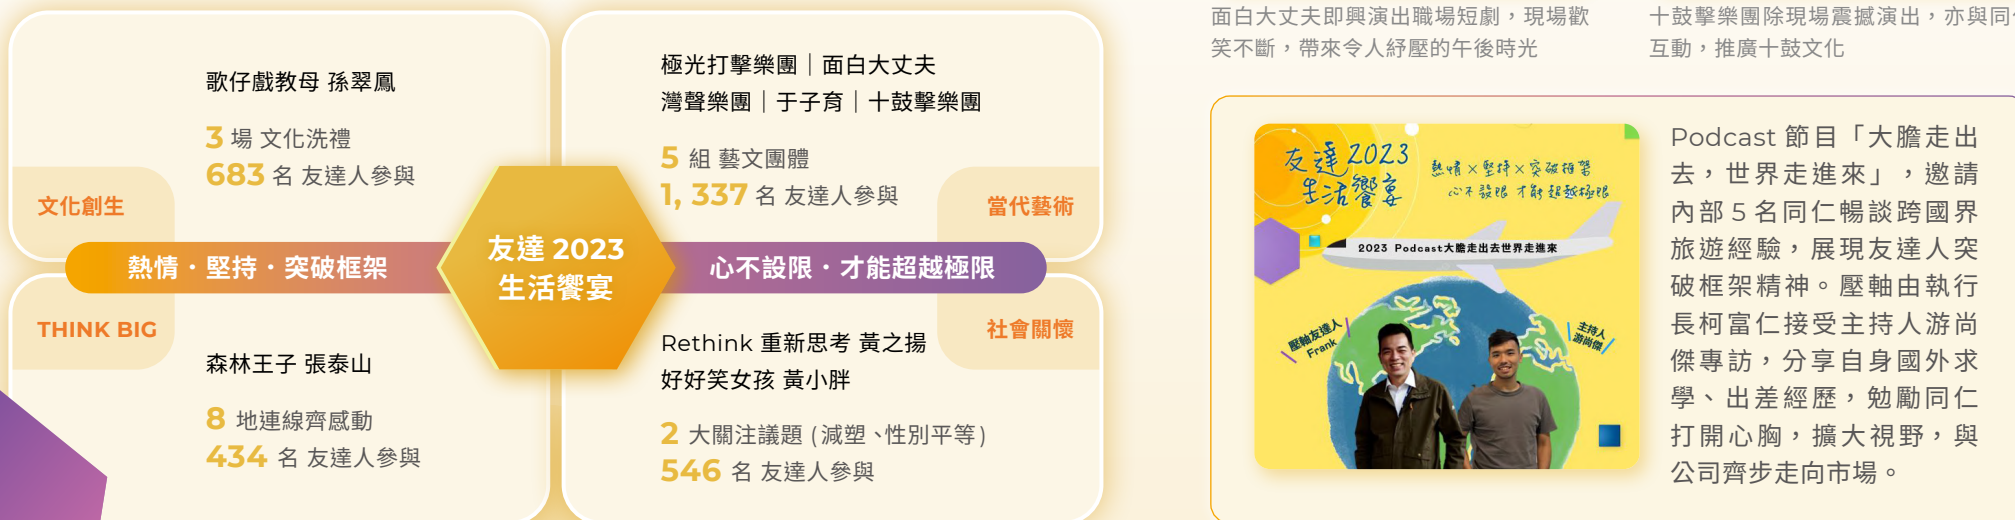 歌仔戲教母 孫翠鳳
3 場 文化洗禮
683 名 友達人參與
文化創生
極光打擊樂團｜面白大丈夫
灣聲樂團｜于子育｜十鼓擊樂團
5 組 藝文團體
1, 337 名 友達人參與
當代藝術
熱情・堅持・突破框架
友達 2023
生活饗宴
心不設限・才能超越極限
THINK BIG
森林王子 張泰山
8 地連線齊感動
434 名 友達人參與
社會關懷
Rethink 重新思考 黃之揚
好好笑女孩 黃小胖
2 大關注議題 (減塑、性別平等)
546 名 友達人參與
面白大丈夫即興演出職場短劇，現場歡
笑不斷，帶來令人紓壓的午後時光
十鼓擊樂團除現場震撼演出，亦與同
互動，推廣十鼓文化
友達 2023
生活饗宴
熱情×堅持×突破框架
心不設限 才能超越極限
2023 Podcast大膽走出去世界走進來
壓軸友達人
Frank
主持人
游尚傑
Podcast 節目「大膽走出
去，世界走進來」，邀請
內部 5 名同仁暢談跨國界
旅遊經驗，展現友達人突
破框架精神。壓軸由執行
長柯富仁接受主持人游尚
傑專訪，分享自身國外求
學、出差經歷，勉勵同仁
打開心胸，擴大視野，與
公司齊步走向市場。